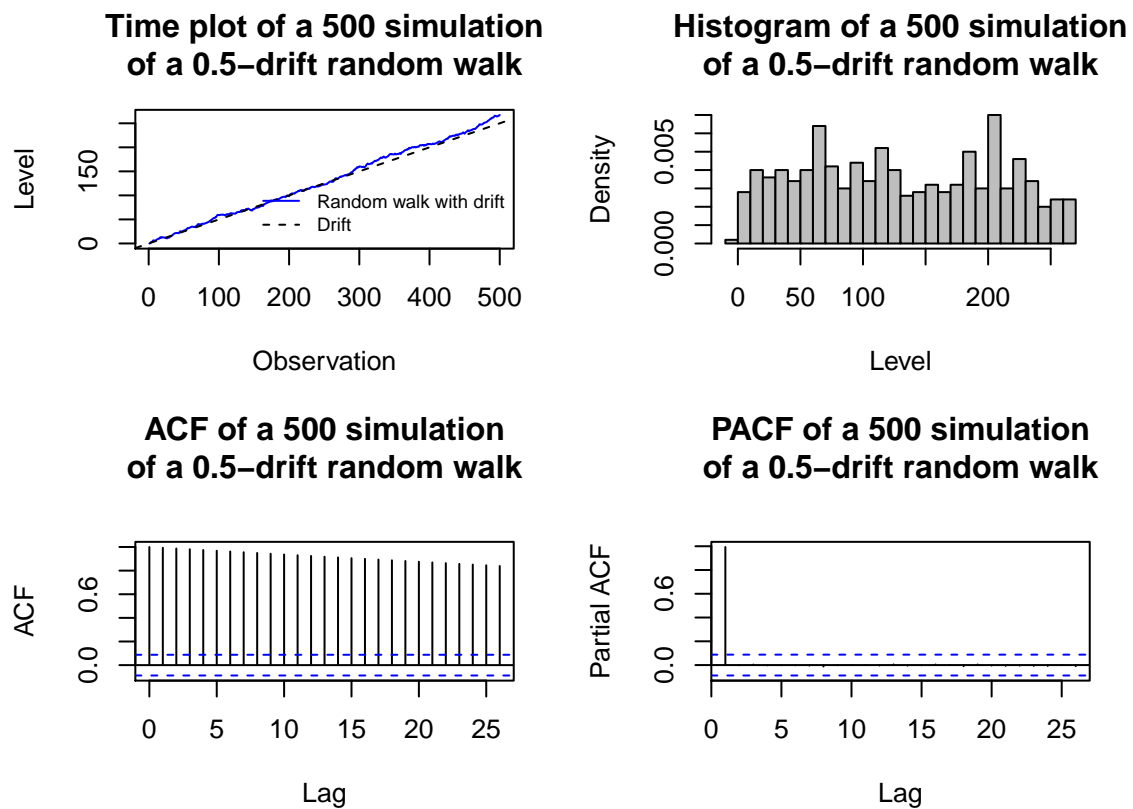 Time plot of a 500 simulation
of a 0.5−drift random walk
Level
0
150
Random walk with drift
Drift
0 100 200 300 400 500
Observation
Histogram of a 500 simulation
of a 0.5−drift random walk
Density
0.000
0.005
0 50 100 200
Level
ACF of a 500 simulation
of a 0.5−drift random walk
ACF
0.0
0.6
0 5 10 15 20 25
Lag
PACF of a 500 simulation
of a 0.5−drift random walk
Partial ACF
0.0
0.6
0 5 10 15 20 25
Lag